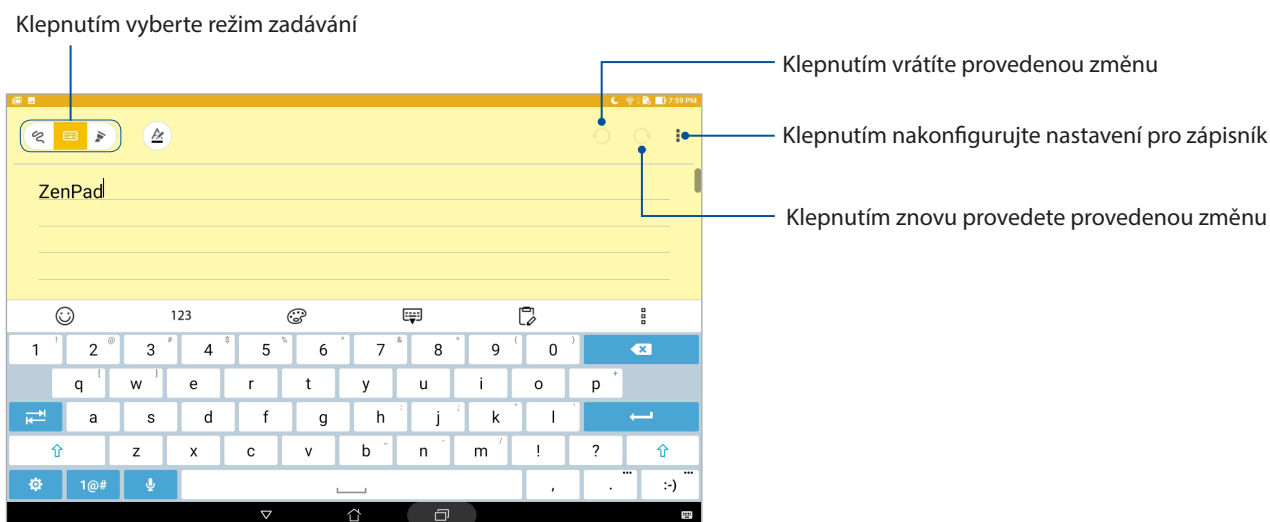 Klepnutím vyberte režim zadávání
Klepnutím vrátíte provedenou změnu
7:59 PM
Klepnutím nakonfigurujte nastavení pro zápisník
ZenPad
Klepnutím znovu provedete provedenou změnu
123
1 ! 2 @ 3 # 4 $ 5 % 6 ^ 7 & 8 * 9 ( 0 )
q [ w ] e r t y u i o p +
a s d f g h : j ; k " l '
z x c v b _ n - m / ! ?
1@# , . ... :-) ...